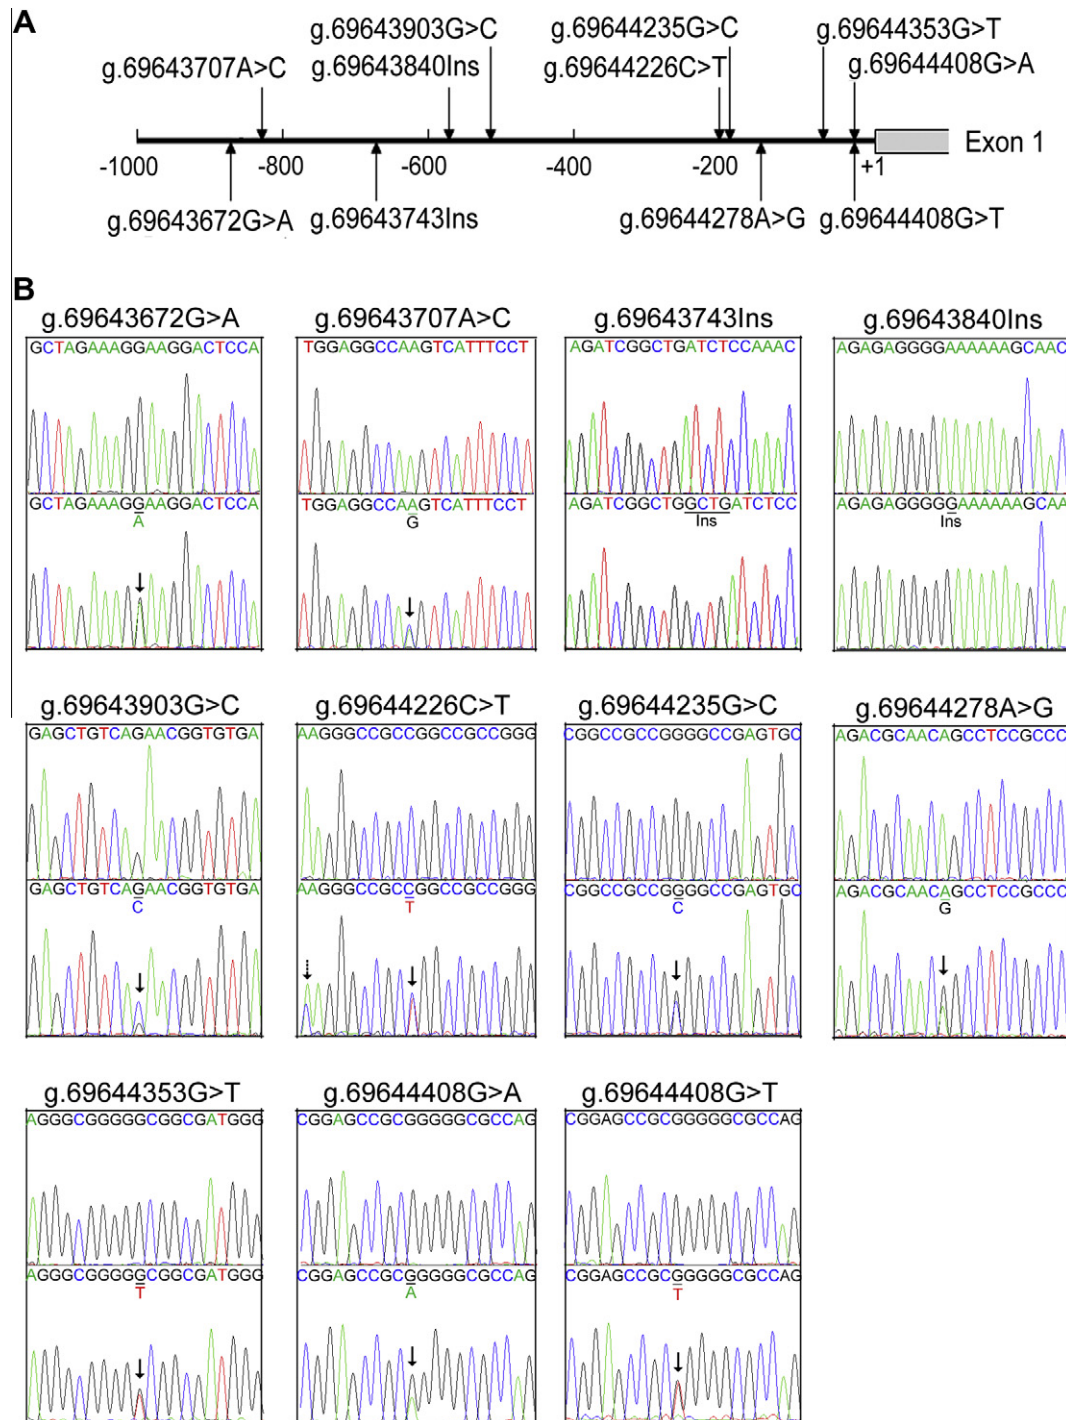 A
g.69643903G>C g.69644235G>C g.69644353G>T
g.69643707A>C g.69643840Ins g.69644226C>T g.69644408G>A
Exon 1
-1000 -800 -600 -400 -200 +1
g.69643672G>A g.69643743Ins g.69644278A>G g.69644408G>T
B
g.69643672G>A g.69643707A>C g.69643743Ins g.69643840Ins
GCTAGAAAGGAAGGACTCCA TGGAGGCCAAGTCATTTCCT AGATCGGCTGATCTCCAAAC AGAGAGGGGAAAAAAGCAAC
GCTAGAAAGGAAGGACTCCA TGGAGGCCAAGTCATTTCCT AGATCGGCTGGCTGATCTCC AGAGAGGGGGAAAAAAGCAA
A G Ins Ins
g.69643903G>C g.69644226C>T g.69644235G>C g.69644278A>G
GAGCTGTCAGAACGGTGTGA AAGGGCCGCCGGCCGCCGGG CGGCCGCCGGGGCCGAGTGC AGACGCAACAGCCTCCGCCC
GAGCTGTCAGAACGGTGTGA AAGGGCCGCCGGCCGCCGGG CGGCCGCCGGGGCCGAGTGC AGACGCAACAGCCTCCGCCC
C T C G
g.69644353G>T g.69644408G>A g.69644408G>T
AGGGCGGGGGCGGCGATGGG CGGAGCCGCGGGGGCGCCAG CGGAGCCGCGGGGGCGCCAG
AGGGCGGGGGCGGCGATGGG CGGAGCCGCGGGGGCGCCAG CGGAGCCGCGGGGGCGCCAG
T A T